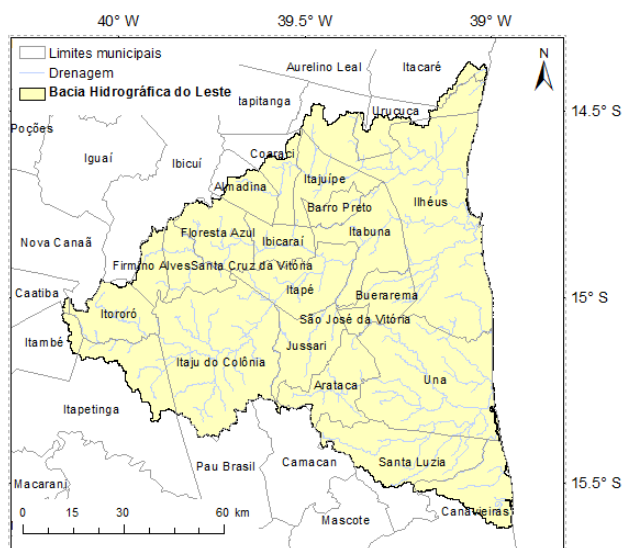 40° W 39.5° W 39° W
Limites municipais
Drenagem
Bacia Hidrográfica do Leste
N
Aurelino Leal
Itacaré
Itapitanga
Urucuca
14.5° S
Poções
Iguaí
Ibicuí
Coaraci
Itajuípe
Almadina
Barro Preto
Ilhéus
Nova Canaã
Floresta Azul
Ibicaraí
Itabuna
Firmino Alves
Santa Cruz da Vitória
Caatiba
Itapé
Buerarema
15° S
Itororó
São José da Vitória
Itambé
Itaju do Colônia
Jussari
Arataca
Una
Itapetinga
Pau Brasil
Camacan
Santa Luzia
Macarani
15.5° S
0 15 30 60 km
Mascote
Canavieiras